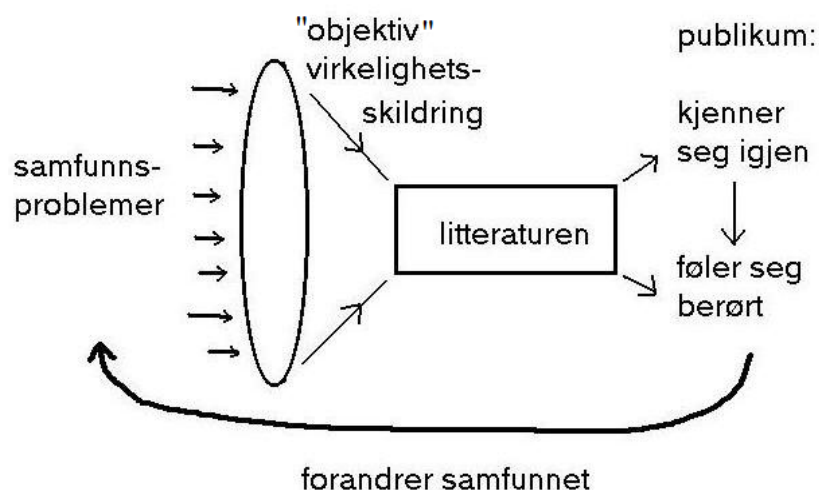 "objektiv"
virkelighets-
skildring
publikum:
kjenner
seg igjen
samfunns-
problemer
litteraturen
føler seg
berørt
forandrer samfunnet